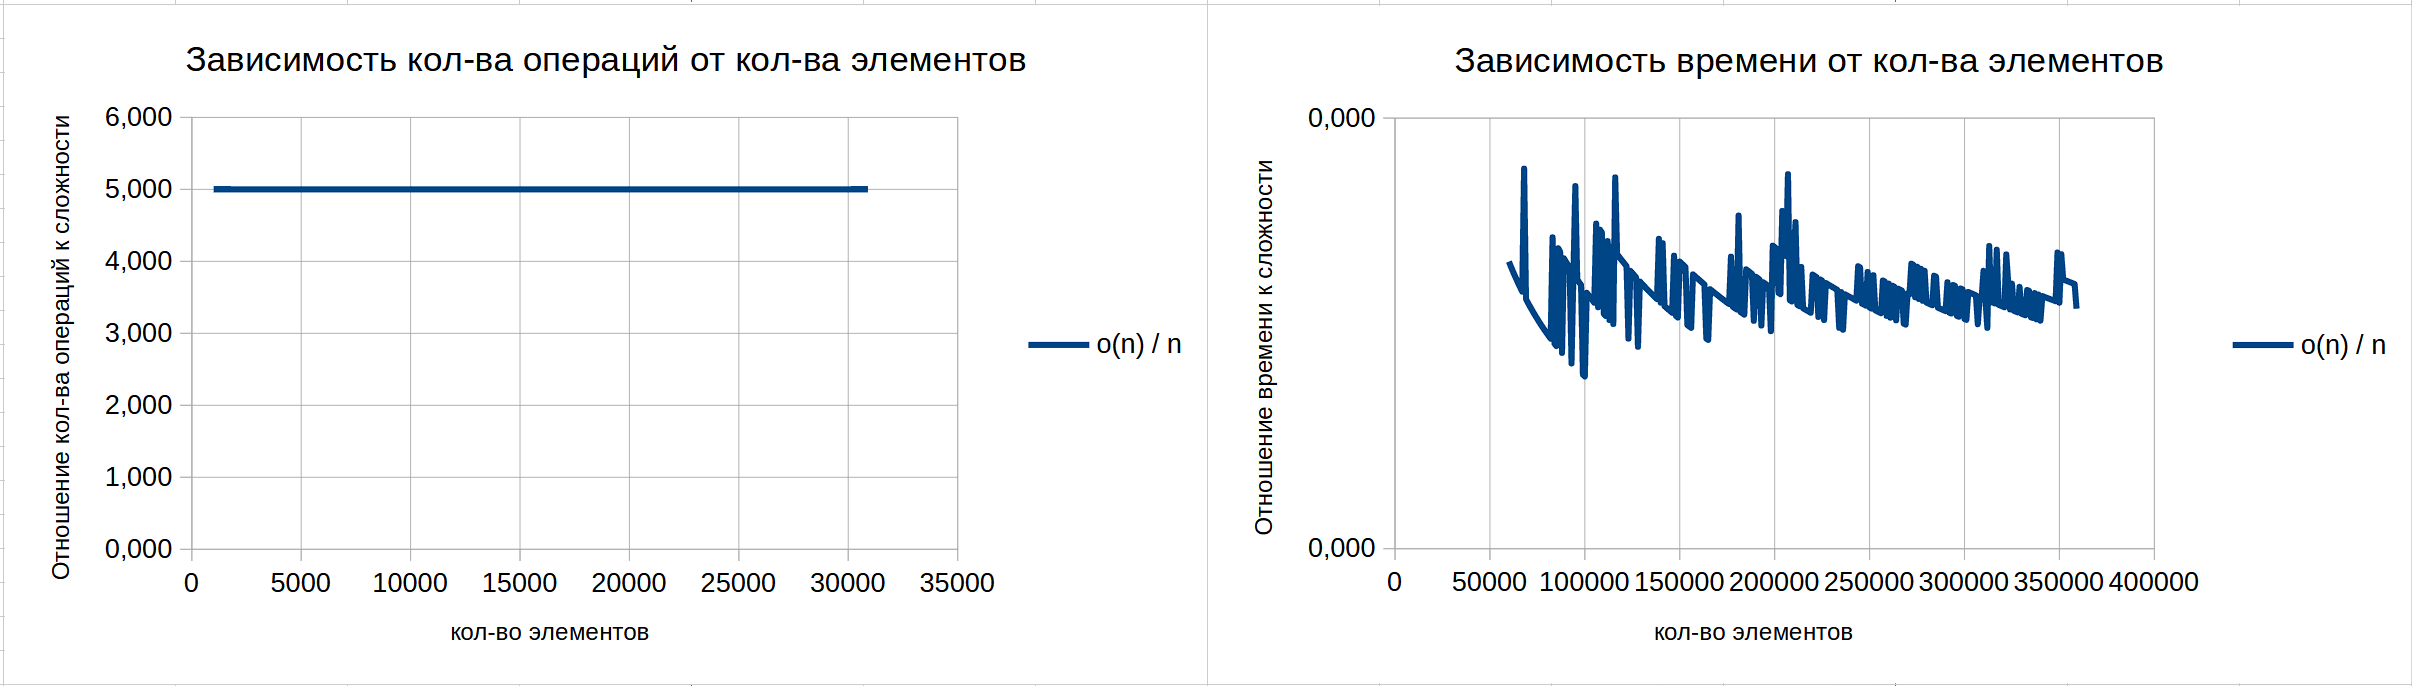 Зависимость кол-ва операций от кол-ва элементов
Отношение кол-ва операций к сложности
6,000
5,000
4,000
3,000
2,000
1,000
0,000
0 5000 10000 15000 20000 25000 30000 35000
кол-во элементов
o(n) / n
Зависимость времени от кол-ва элементов
Отношение времени к сложности
0,000
0,000
0 50000 100000 150000 200000 250000 300000 350000 400000
кол-во элементов
o(n) / n